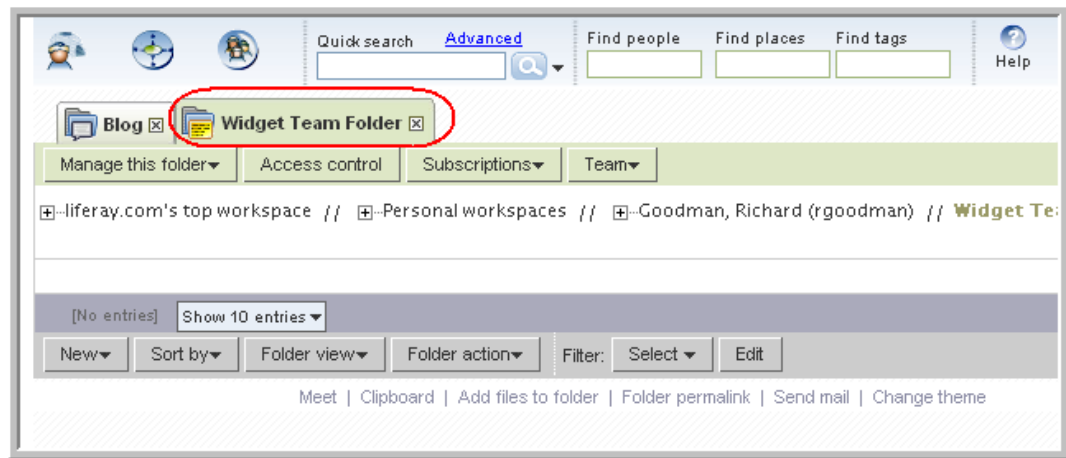 Quick search Advanced Find people Find places Find tags Help
Blog Widget Team Folder
Manage this folder Access control Subscriptions Team
liferay.com's top workspace // Personal workspaces // Goodman, Richard (rgoodman) // Widget Te
[No entries] Show 10 entries
New Sort by Folder view Folder action Filter: Select Edit
Meet | Clipboard | Add files to folder | Folder permalink | Send mail | Change theme